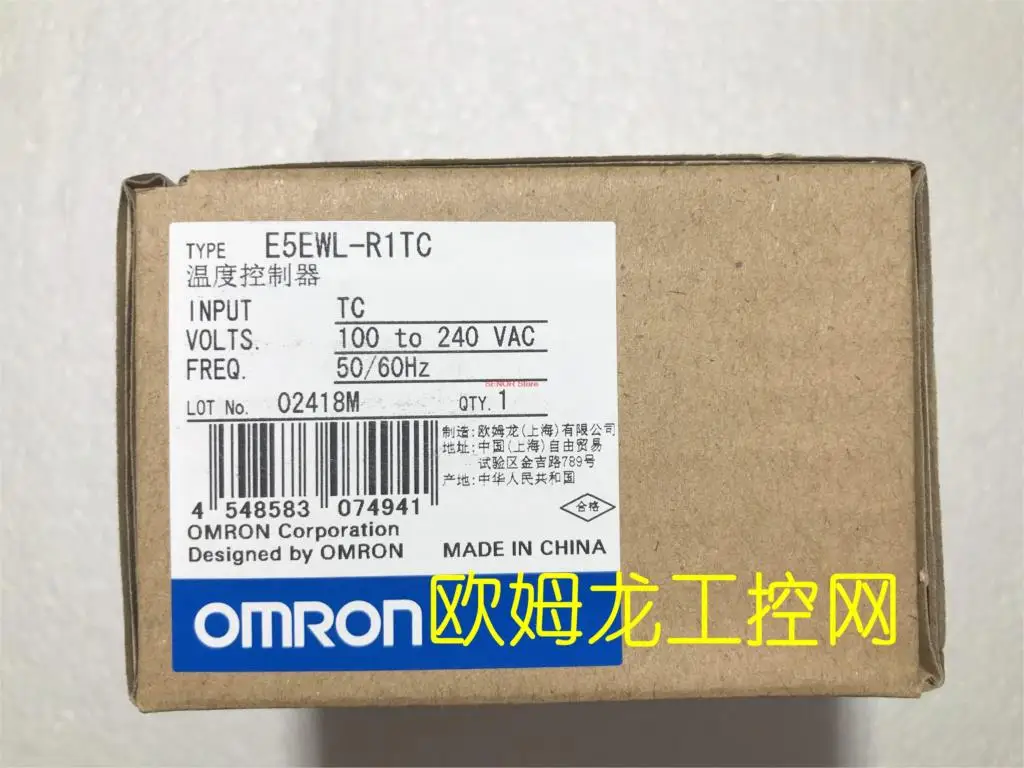 TYPE E5EWL-R1TC
温度控制器
INPUT TC
VOLTS. 100 to 240 VAC
FREQ. 50/60Hz
SENOR Store
LOT No. 02418M QTY. 1
制造:欧姆龙(上海)有限公司
地址:中国(上海)自由贸易
试验区金吉路789号
产地:中华人民共和国
合格
4 548583 074941
OMRON Corporation
Designed by OMRON MADE IN CHINA
OMRON 欧姆龙工控网